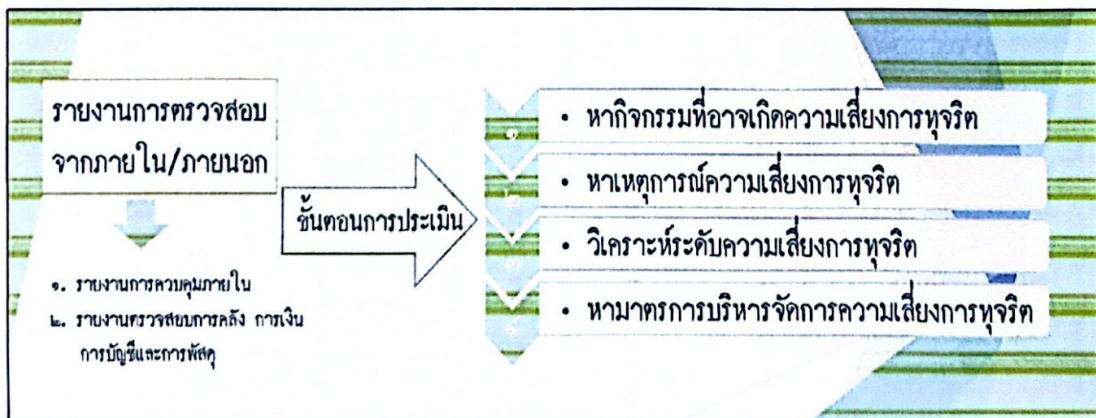 รายงานการตรวจสอบ
จากภายใน/ภายนอก
๑. รายงานการควบคุมภายใน
๒. รายงานตรวจสอบการคลัง การเงิน
การบัญชีและการพัสดุ
ขั้นตอนการประเมิน
๑
• หากิจกรรมที่อาจเกิดความเสี่ยงการทุจริต
๒
• หาเหตุการณ์ความเสี่ยงการทุจริต
๓
• วิเคราะห์ระดับความเสี่ยงการทุจริต
๔
• หามาตรการบริหารจัดการความเสี่ยงการทุจริต